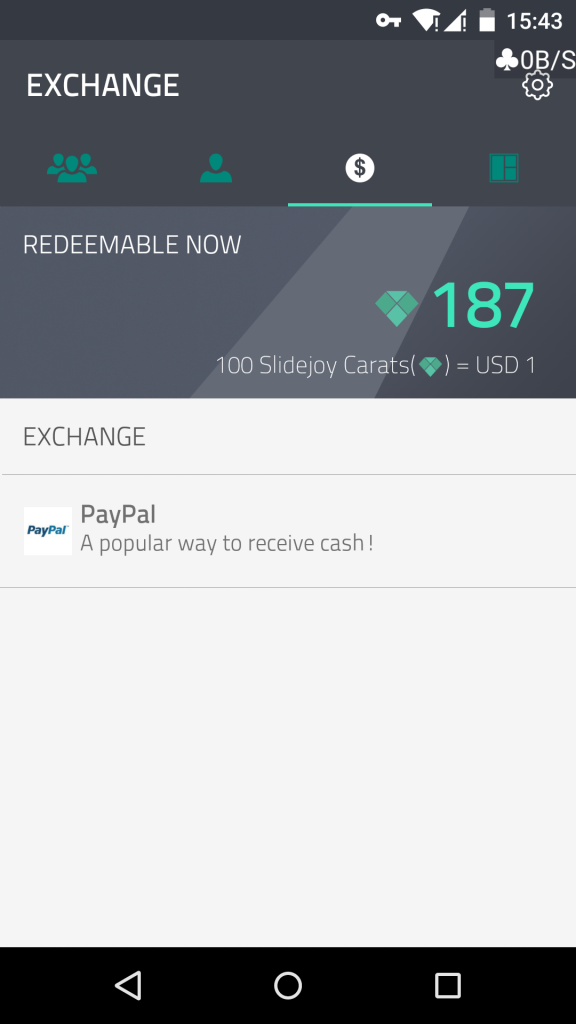 15:43
♣0B/S
EXCHANGE
$
REDEEMABLE NOW
187
100 Slidejoy Carats( ) = USD 1
EXCHANGE
PayPal
PayPal
A popular way to receive cash!